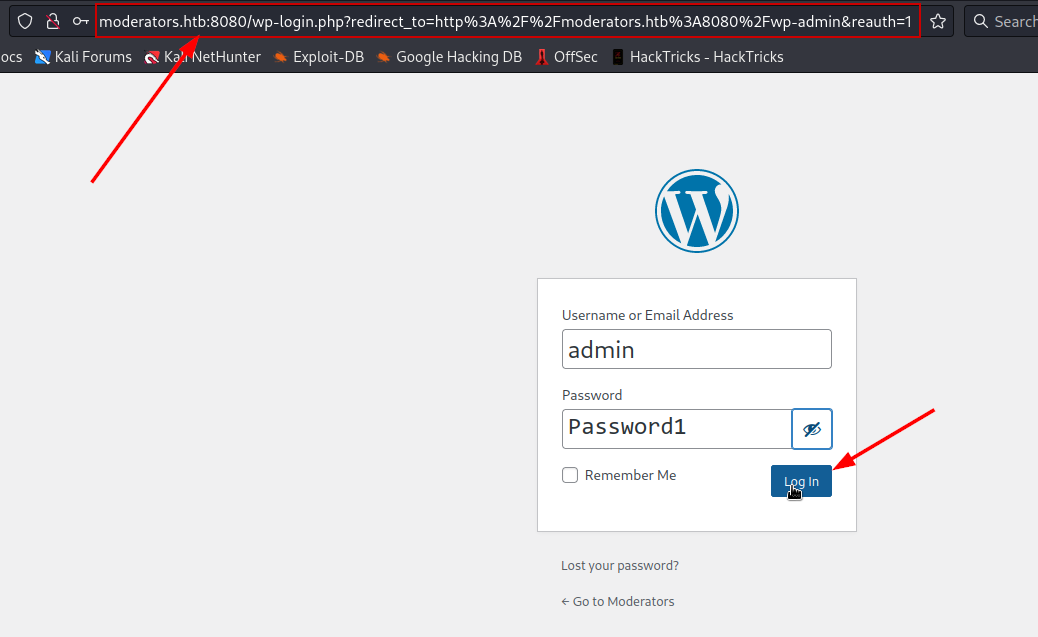 moderators.htb:8080/wp-login.php?redirect_to=http%3A%2F%2Fmoderators.htb%3A8080%2Fwp-admin&reauth=1 Search
ocs Kali Forums Kali NetHunter Exploit-DB Google Hacking DB OffSec HackTricks - HackTricks
Username or Email Address
admin
Password
Password1
Remember Me Log In
Lost your password?
← Go to Moderators